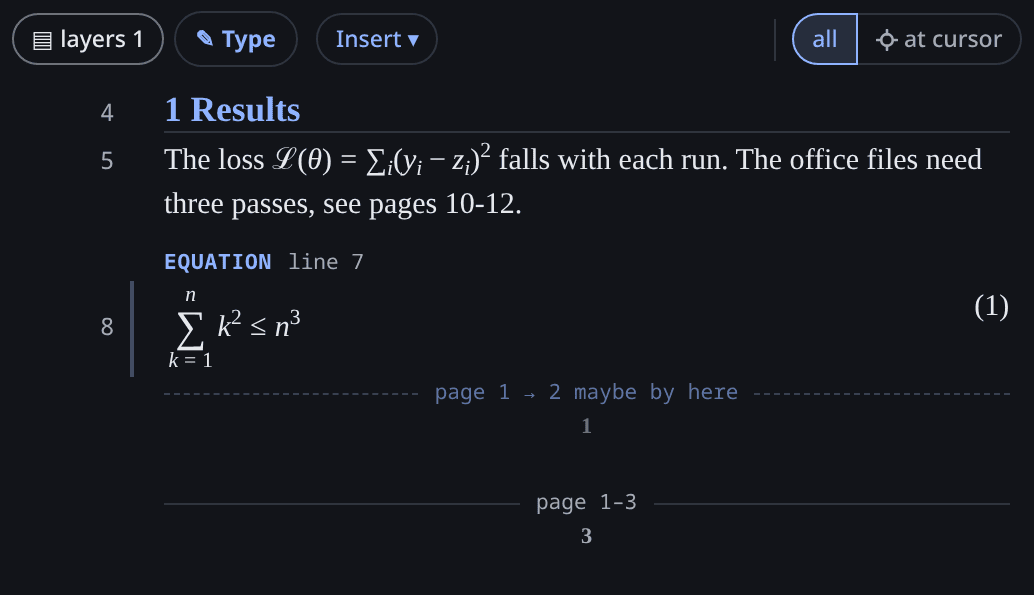 ▤ layers 1 ✎ Type Insert ▾ all at cursor
4 1 Results
5 The loss ℒ(θ) = ∑ᵢ(yᵢ − zᵢ)² falls with each run. The office files need
three passes, see pages 10-12.
EQUATION line 7
n
8 ∑ k² ≤ n³ (1)
k = 1
page 1 → 2 maybe by here
1
page 1–3
3